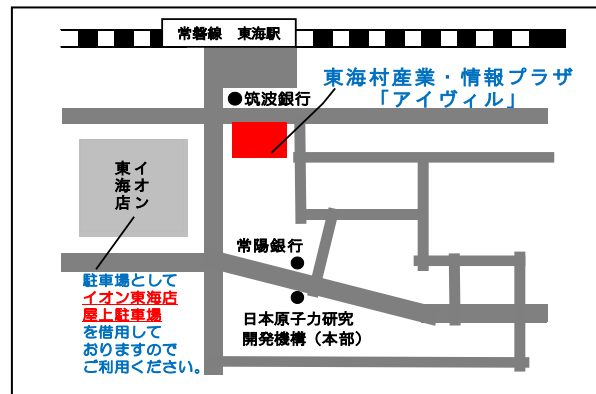 常磐線 東海駅
東海村産業・情報プラザ
「アイヴィル」
●筑波銀行
イオン
東海店
常陽銀行
駐車場として
イオン東海店
屋上駐車場
を借用して
おりますので
ご利用ください。
日本原子力研究
開発機構（本部）